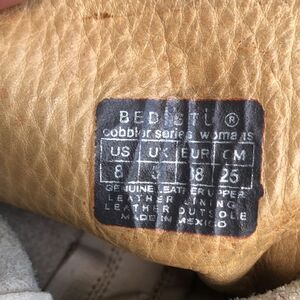 BED|STU ®
cobbler series womens
US UK EUR CM
8 38 25
GENUINE LEATHER UPPER
LEATHER LINING
LEATHER OUTSOLE
MADE IN MEXICO